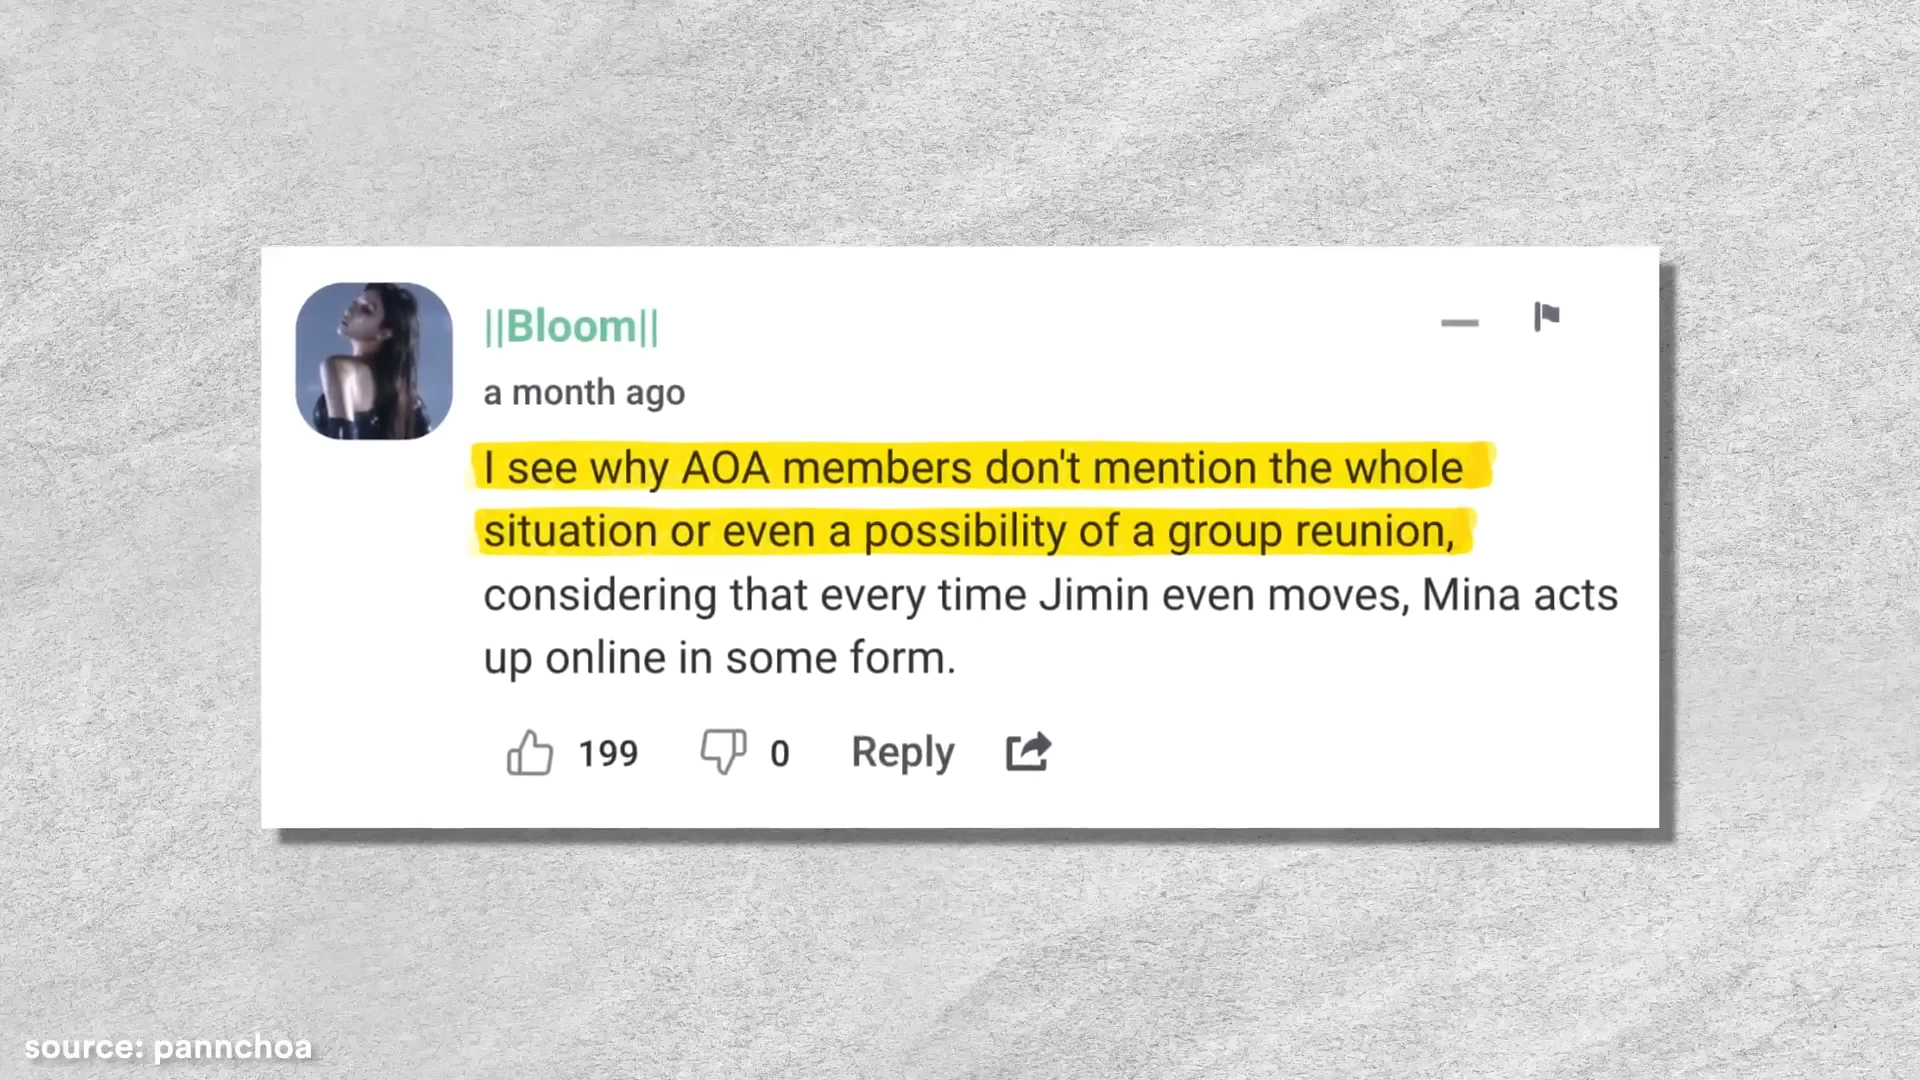 ||Bloom||
a month ago
I see why AOA members don't mention the whole
situation or even a possibility of a group reunion,
considering that every time Jimin even moves, Mina acts
up online in some form.
199 0 Reply
source: pannchoa